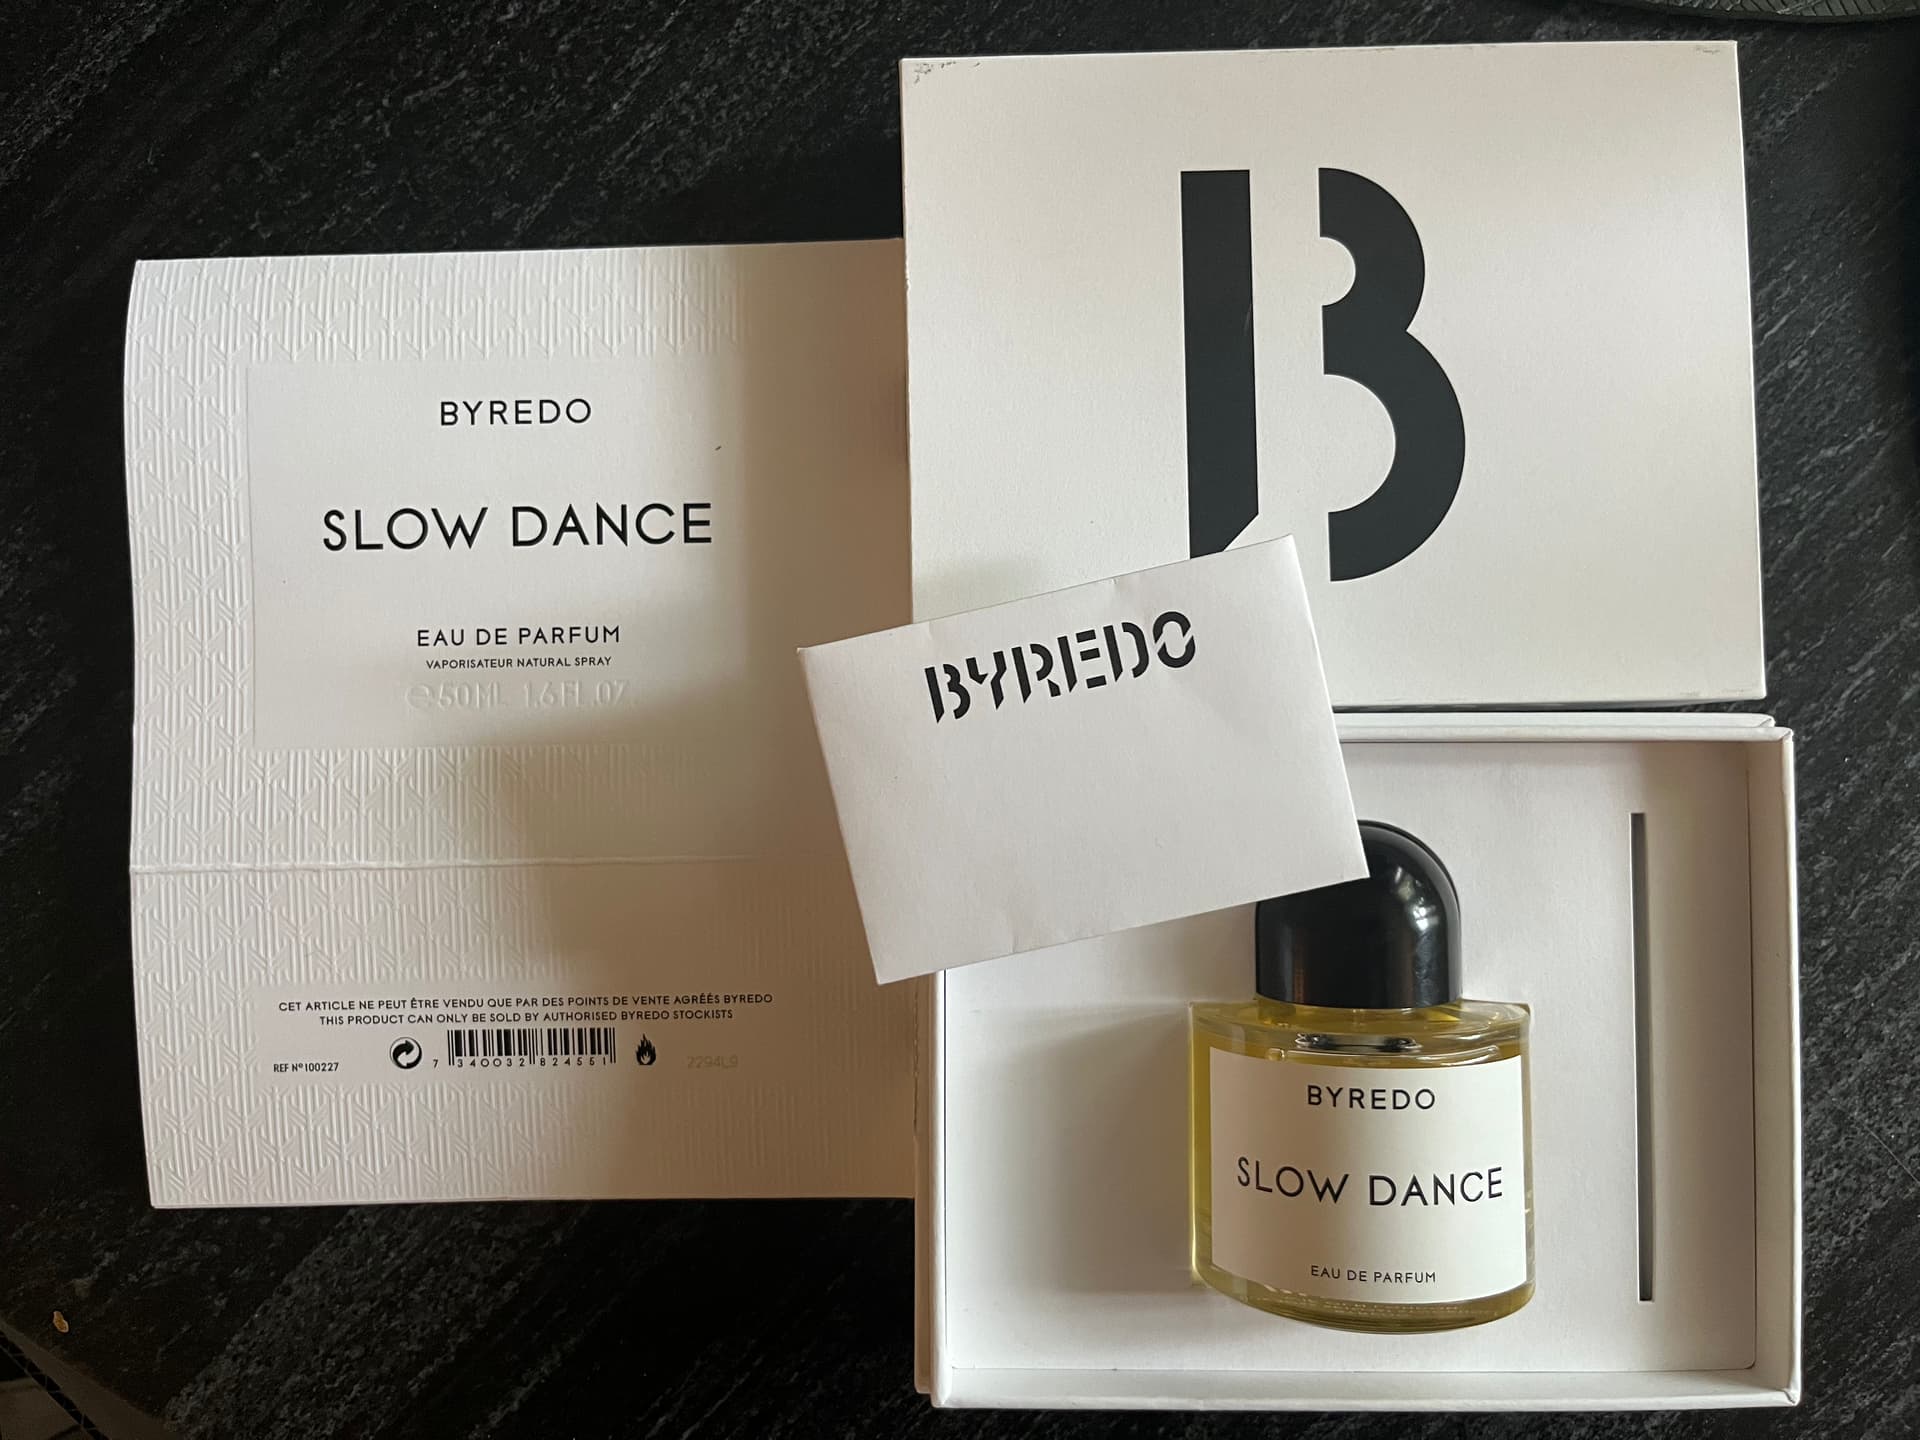 BYREDO
SLOW DANCE
EAU DE PARFUM
VAPORISATEUR NATURAL SPRAY
℮50ML 1.6FL.OZ.
CET ARTICLE NE PEUT ÊTRE VENDU QUE PAR DES POINTS DE VENTE AGRÉÉS BYREDO
THIS PRODUCT CAN ONLY BE SOLD BY AUTHORISED BYREDO STOCKISTS
REF Nº100227
7 340032 824551
2294L9
B
BYREDO
BYREDO
SLOW DANCE
EAU DE PARFUM